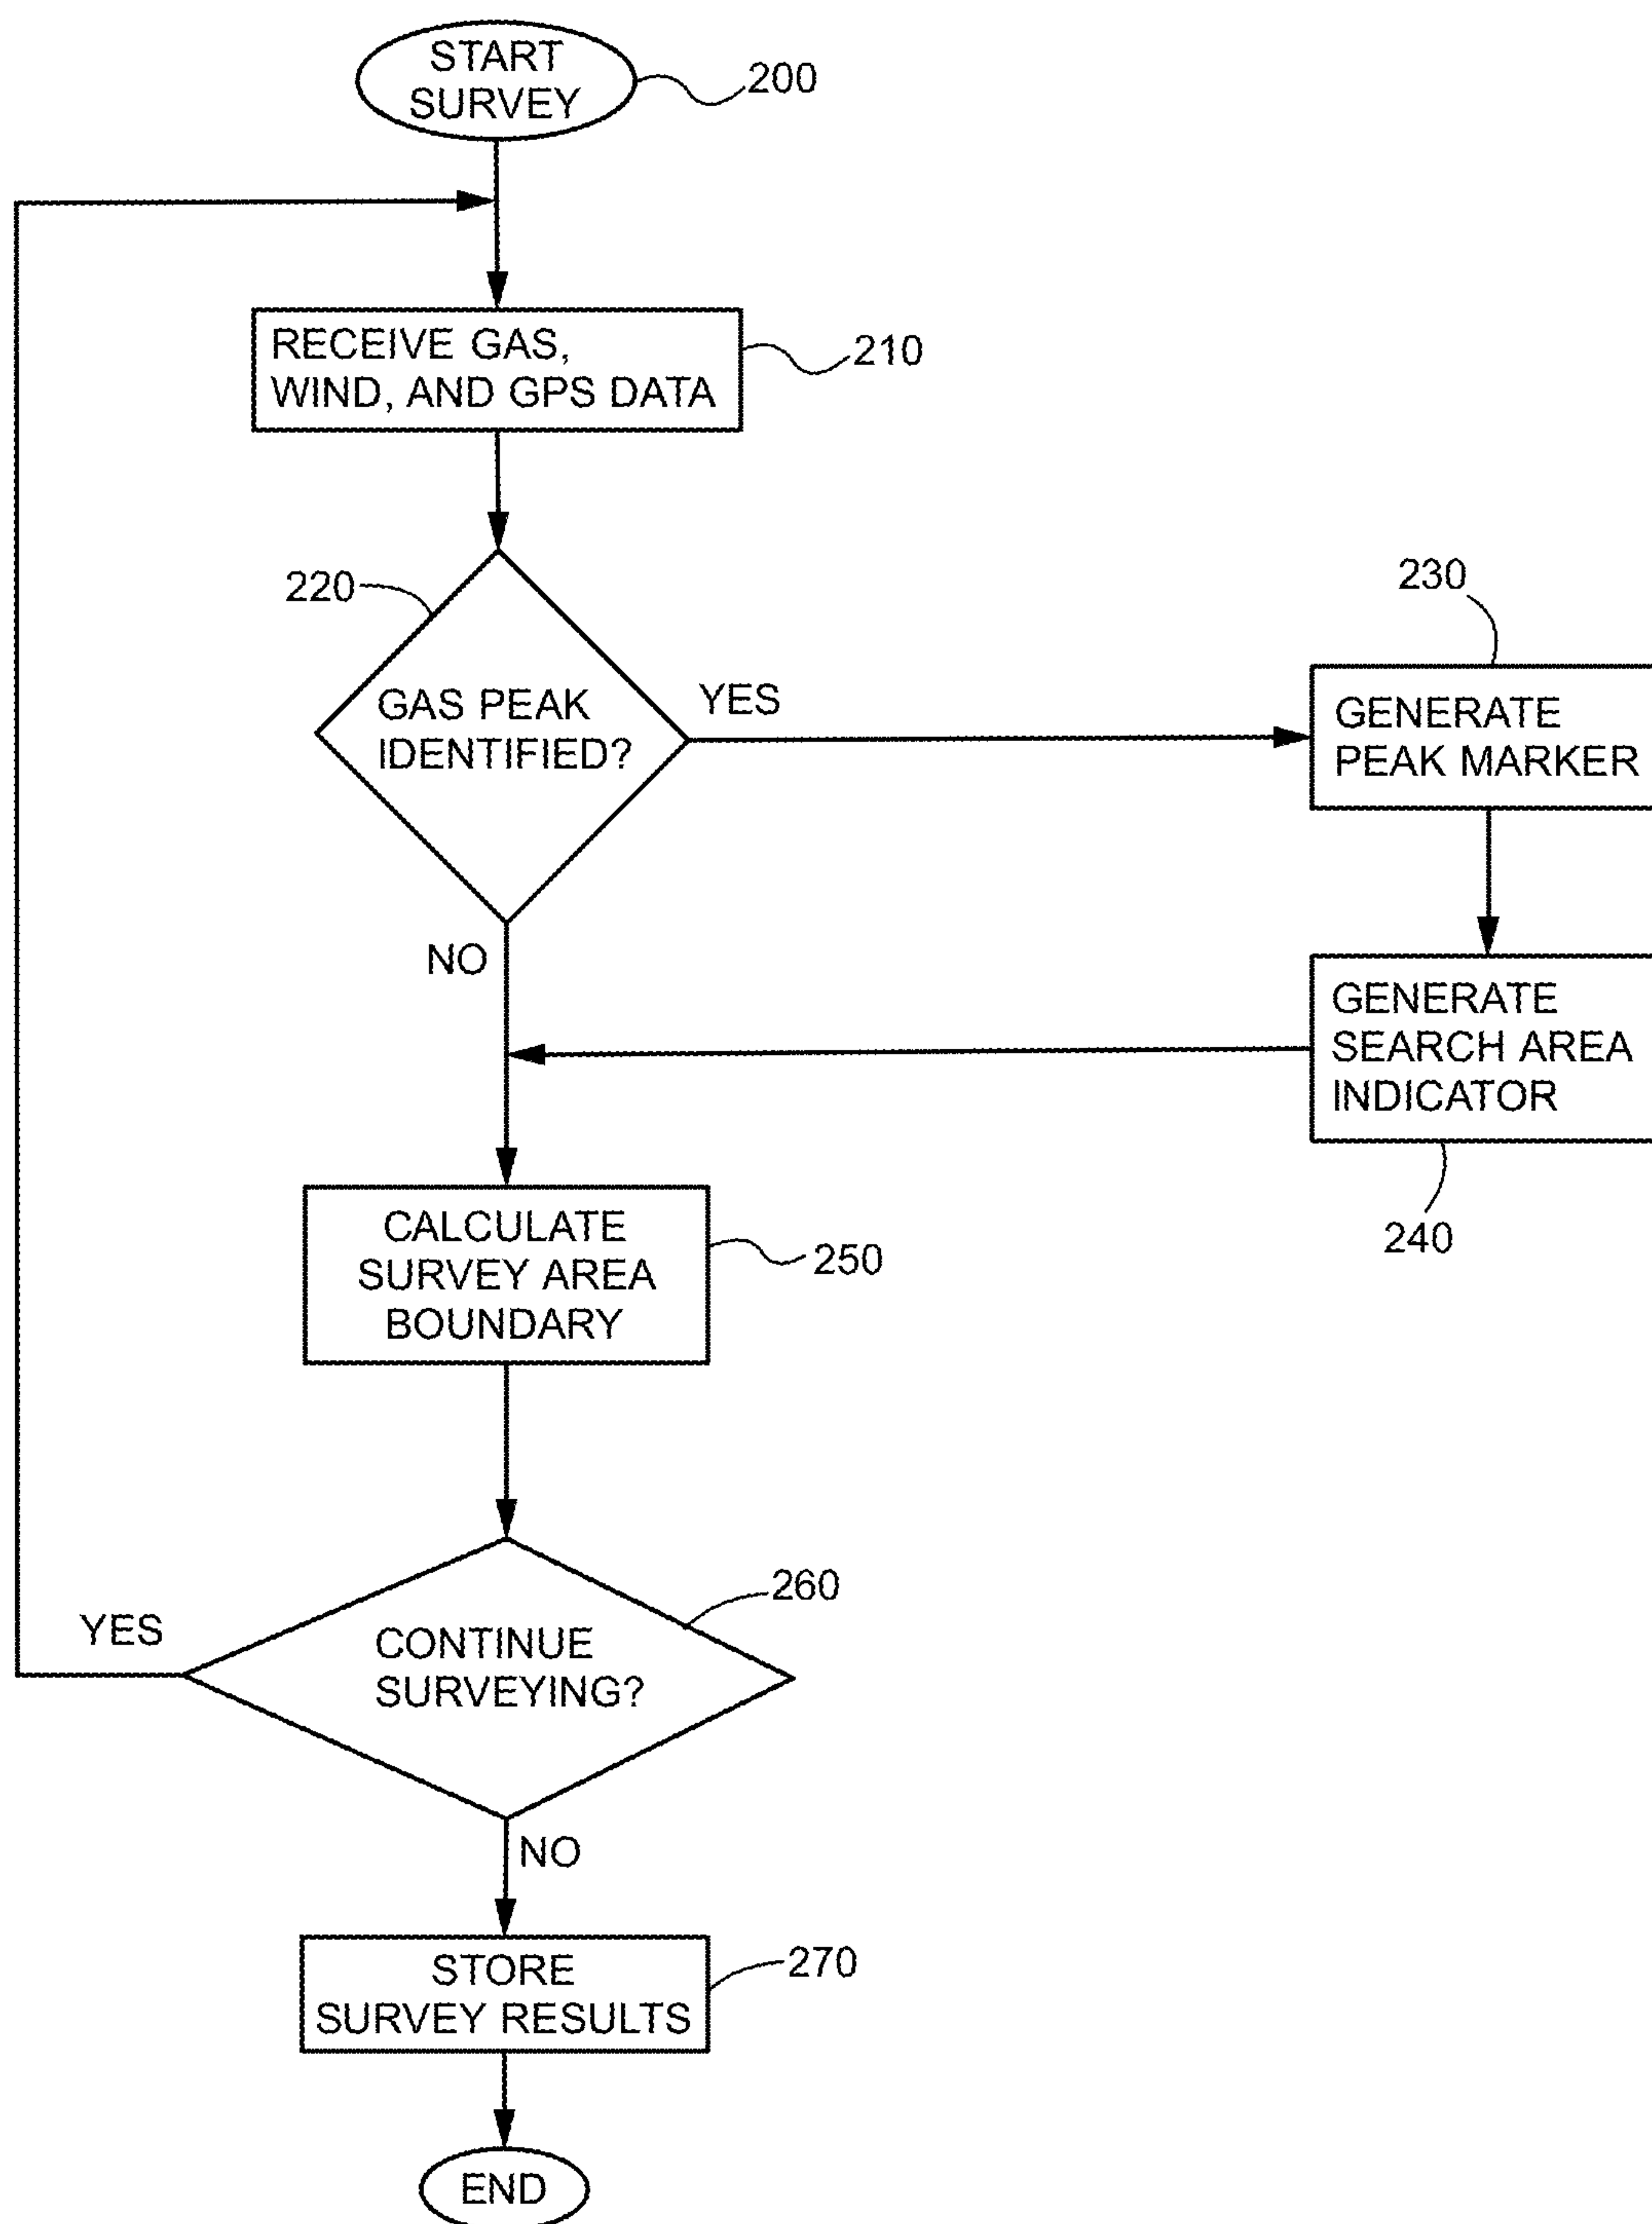 START
SURVEY
200
RECEIVE GAS,
WIND, AND GPS DATA
210
220
GAS PEAK
IDENTIFIED?
YES
230
GENERATE
PEAK MARKER
NO
GENERATE
SEARCH AREA
INDICATOR
240
CALCULATE
SURVEY AREA
BOUNDARY
250
260
YES
CONTINUE
SURVEYING?
NO
STORE
SURVEY RESULTS
270
END